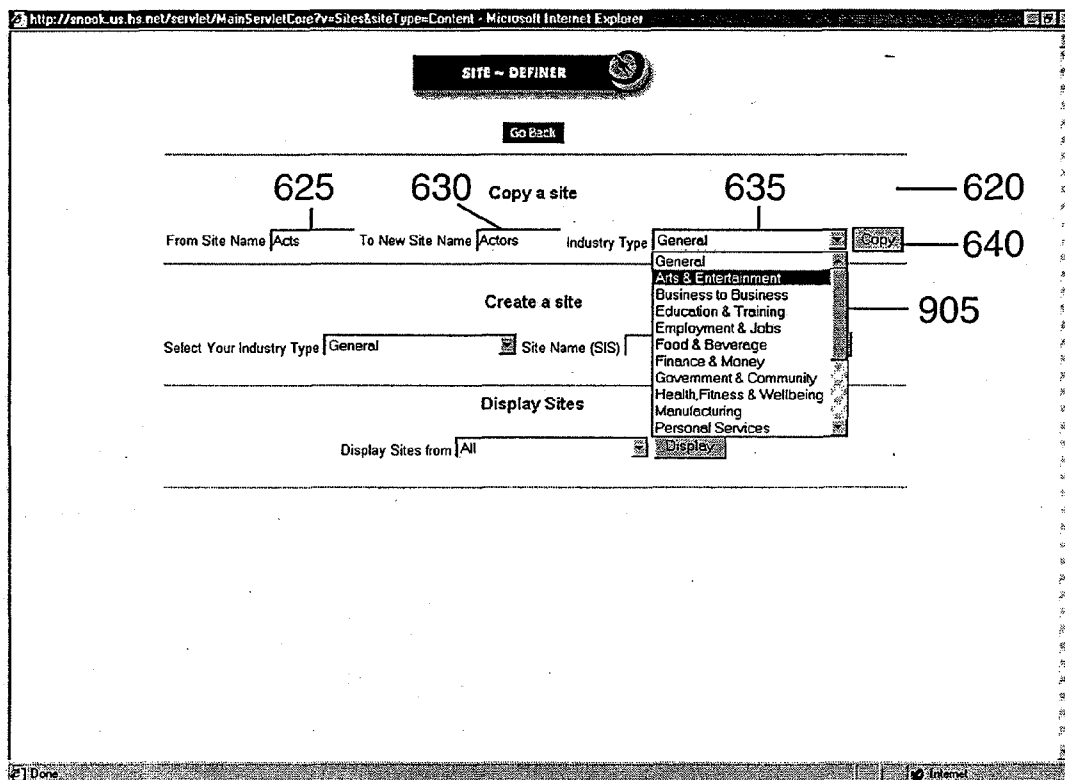 http://snook.us.hs.net/servlet/MainServletCore?v=Sites&siteType=Content - Microsoft Internet Explorer
SITE ~ DEFINER
Go Back
625 630 Copy a site 635 620
From Site Name Acts To New Site Name Actors Industry Type General Copy 640
General
Arts & Entertainment
Business to Business
Education & Training
Employment & Jobs
Food & Beverage
Finance & Money
Government & Community
Health,Fitness & Wellbeing
Manufacturing
Personal Services
905
Create a site
Select Your Industry Type General Site Name (SIS)
Display Sites
Display Sites from All Display
Done Internet